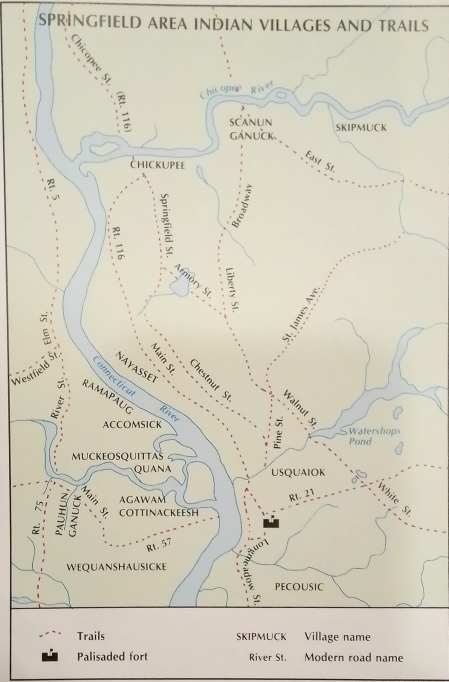 SPRINGFIELD AREA INDIAN VILLAGES AND TRAILS
Chicopee St. (Rt. 116)
Chicopee River
SCANUN
GANUCK
SKIPMUCK
CHICKUPEE
East St.
Rt. 5
Rt. 116
Springfield St.
Broadway
Armory St.
Liberty St.
St. James Ave.
Elm St.
Westfield St.
River St.
Connecticut River
NAYASSET
Main St.
Chestnut St.
RAMAPAUG
ACCOMSICK
Walnut St.
Pine St.
Watershops
Pond
MUCKEOSQUITTAS
QUANA
USQUAIOK
Rt. 21
White St.
Rt. 75
PAUHUN
GANUCK
Main St.
AGAWAM
COTTINACKEESH
Rt. 57
WEQUANSHAUSICKE
Longmeadow St.
PECOUSIC
Trails
SKIPMUCK Village name
Palisaded fort
River St. Modern road name